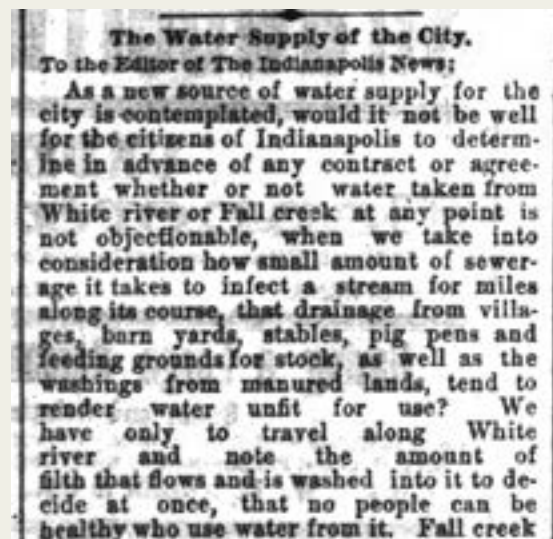 The Water Supply of the City.
To the Editor of The Indianapolis News:
As a new source of water supply for the
city is contemplated, would it not be well
for the citizens of Indianapolis to determ-
ine in advance of any contract or agree-
ment whether or not water taken from
White river or Fall creek at any point is
not objectionable, when we take into
consideration how small amount of sewer-
age it takes to infect a stream for miles
along its course, that drainage from villa-
ges, barn yards, stables, pig pens and
feeding grounds for stock, as well as the
washings from manured lands, tend to
render water unfit for use? We
have only to travel along White
river and note the amount of
filth that flows and is washed into it to de-
cide at once, that no people can be
healthy who use water from it. Fall creek